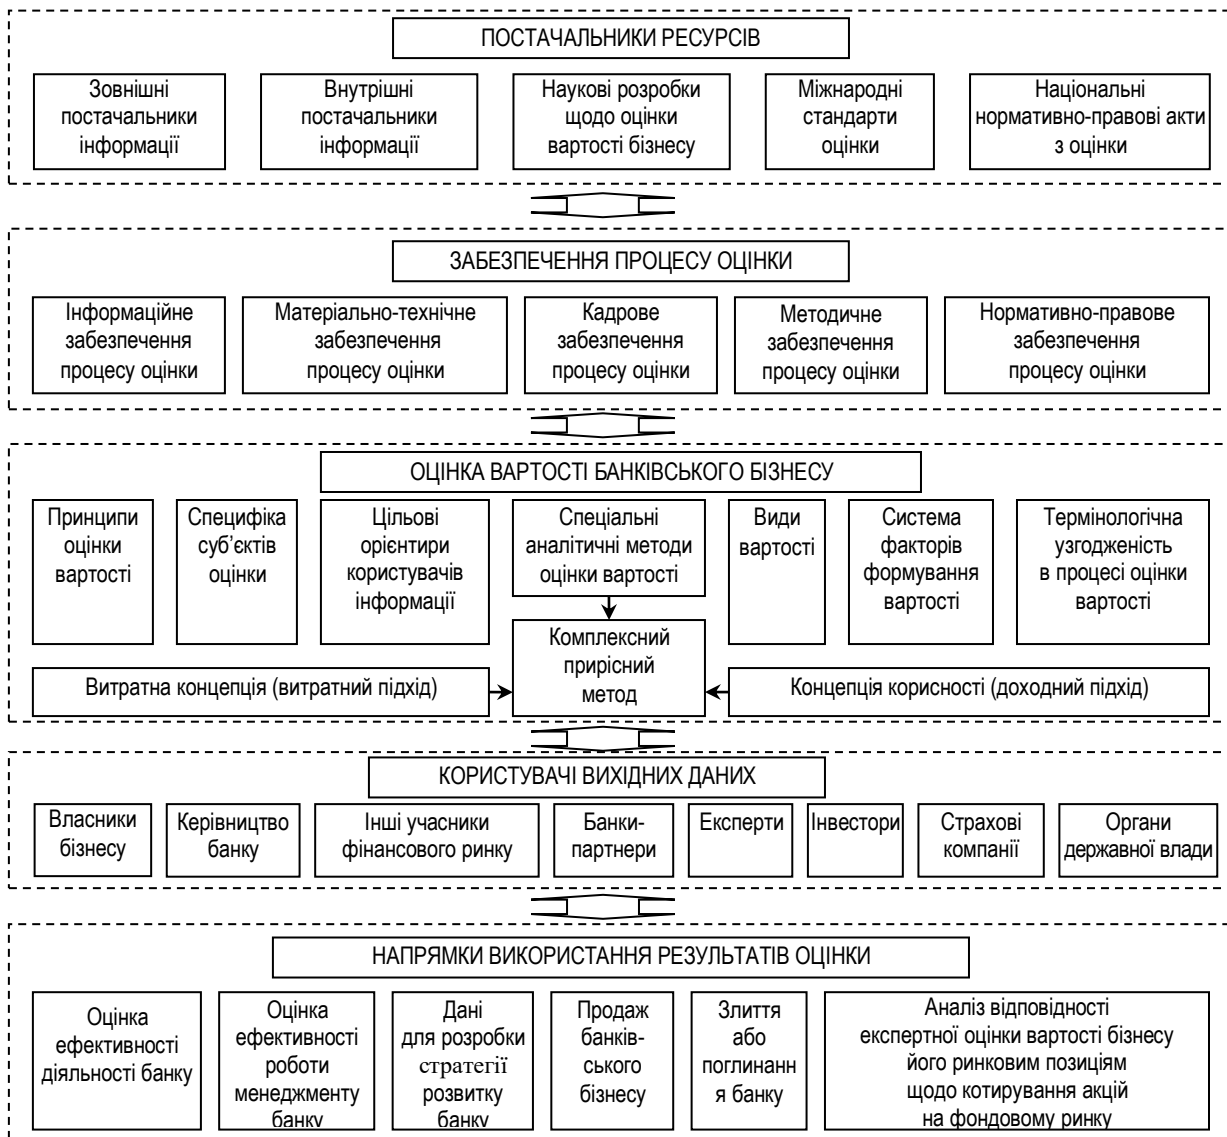 ПОСТАЧАЛЬНИКИ РЕСУРСІВ
Зовнішні
постачальники
інформації
Внутрішні
постачальники
інформації
Наукові розробки
щодо оцінки
вартості бізнесу
Міжнародні
стандарти
оцінки
Національні
нормативно-правові акти
з оцінки
ЗАБЕЗПЕЧЕННЯ ПРОЦЕСУ ОЦІНКИ
Інформаційне
забезпечення
процесу оцінки
Матеріально-технічне
забезпечення
процесу оцінки
Кадрове
забезпечення
процесу оцінки
Методичне
забезпечення
процесу оцінки
Нормативно-правове
забезпечення
процесу оцінки
ОЦІНКА ВАРТОСТІ БАНКІВСЬКОГО БІЗНЕСУ
Принципи
оцінки
вартості
Специфіка
суб’єктів
оцінки
Цільові
орієнтири
користувачів
інформації
Спеціальні
аналітичні методи
оцінки вартості
Види
вартості
Система
факторів
формування
вартості
Термінологічна
узгодженість
в процесі оцінки
вартості
Комплексний
прирісний
метод
Витратна концепція (витратний підхід)
Концепція корисності (доходний підхід)
КОРИСТУВАЧІ ВИХІДНИХ ДАНИХ
Власники
бізнесу
Керівництво
банку
Інші учасники
фінансового ринку
Банки-
партнери
Експерти
Інвестори
Страхові
компанії
Органи
державної влади
НАПРЯМКИ ВИКОРИСТАННЯ РЕЗУЛЬТАТІВ ОЦІНКИ
Оцінка
ефективності
діяльності банку
Оцінка
ефективності
роботи
менеджменту
банку
Дані
для розробки
стратегії
розвитку
банку
Продаж
банків-
ського
бізнесу
Злиття
або
поглинанн
я банку
Аналіз відповідності
експертної оцінки вартості бізнесу
його ринковим позиціям
щодо котирування акцій
на фондовому ринку